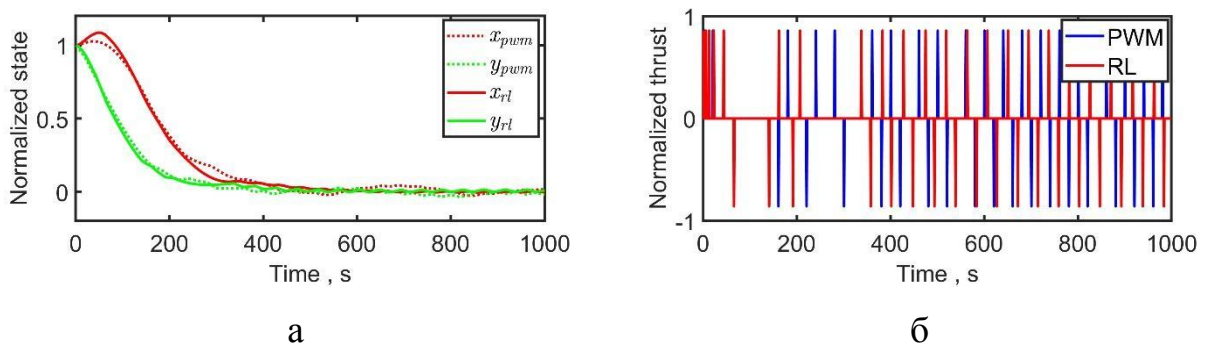 Normalized state
1
0.5
0
0 200 400 600 800 1000
Time , s
x_pwm
y_pwm
x_rl
y_rl
а
Normalized thrust
1
0
-1
0 200 400 600 800 1000
Time , s
PWM
RL
б